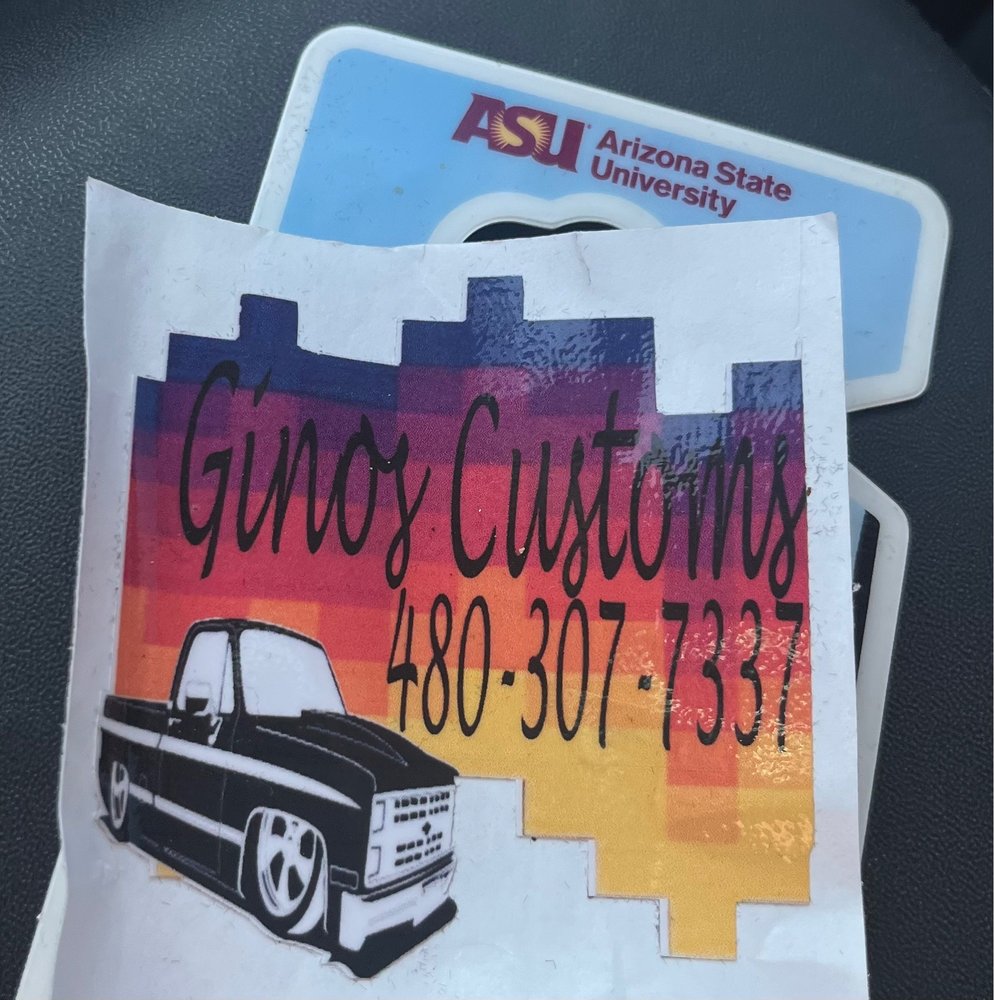 ASU Arizona State
University
Ginos Customs
480-307-7337